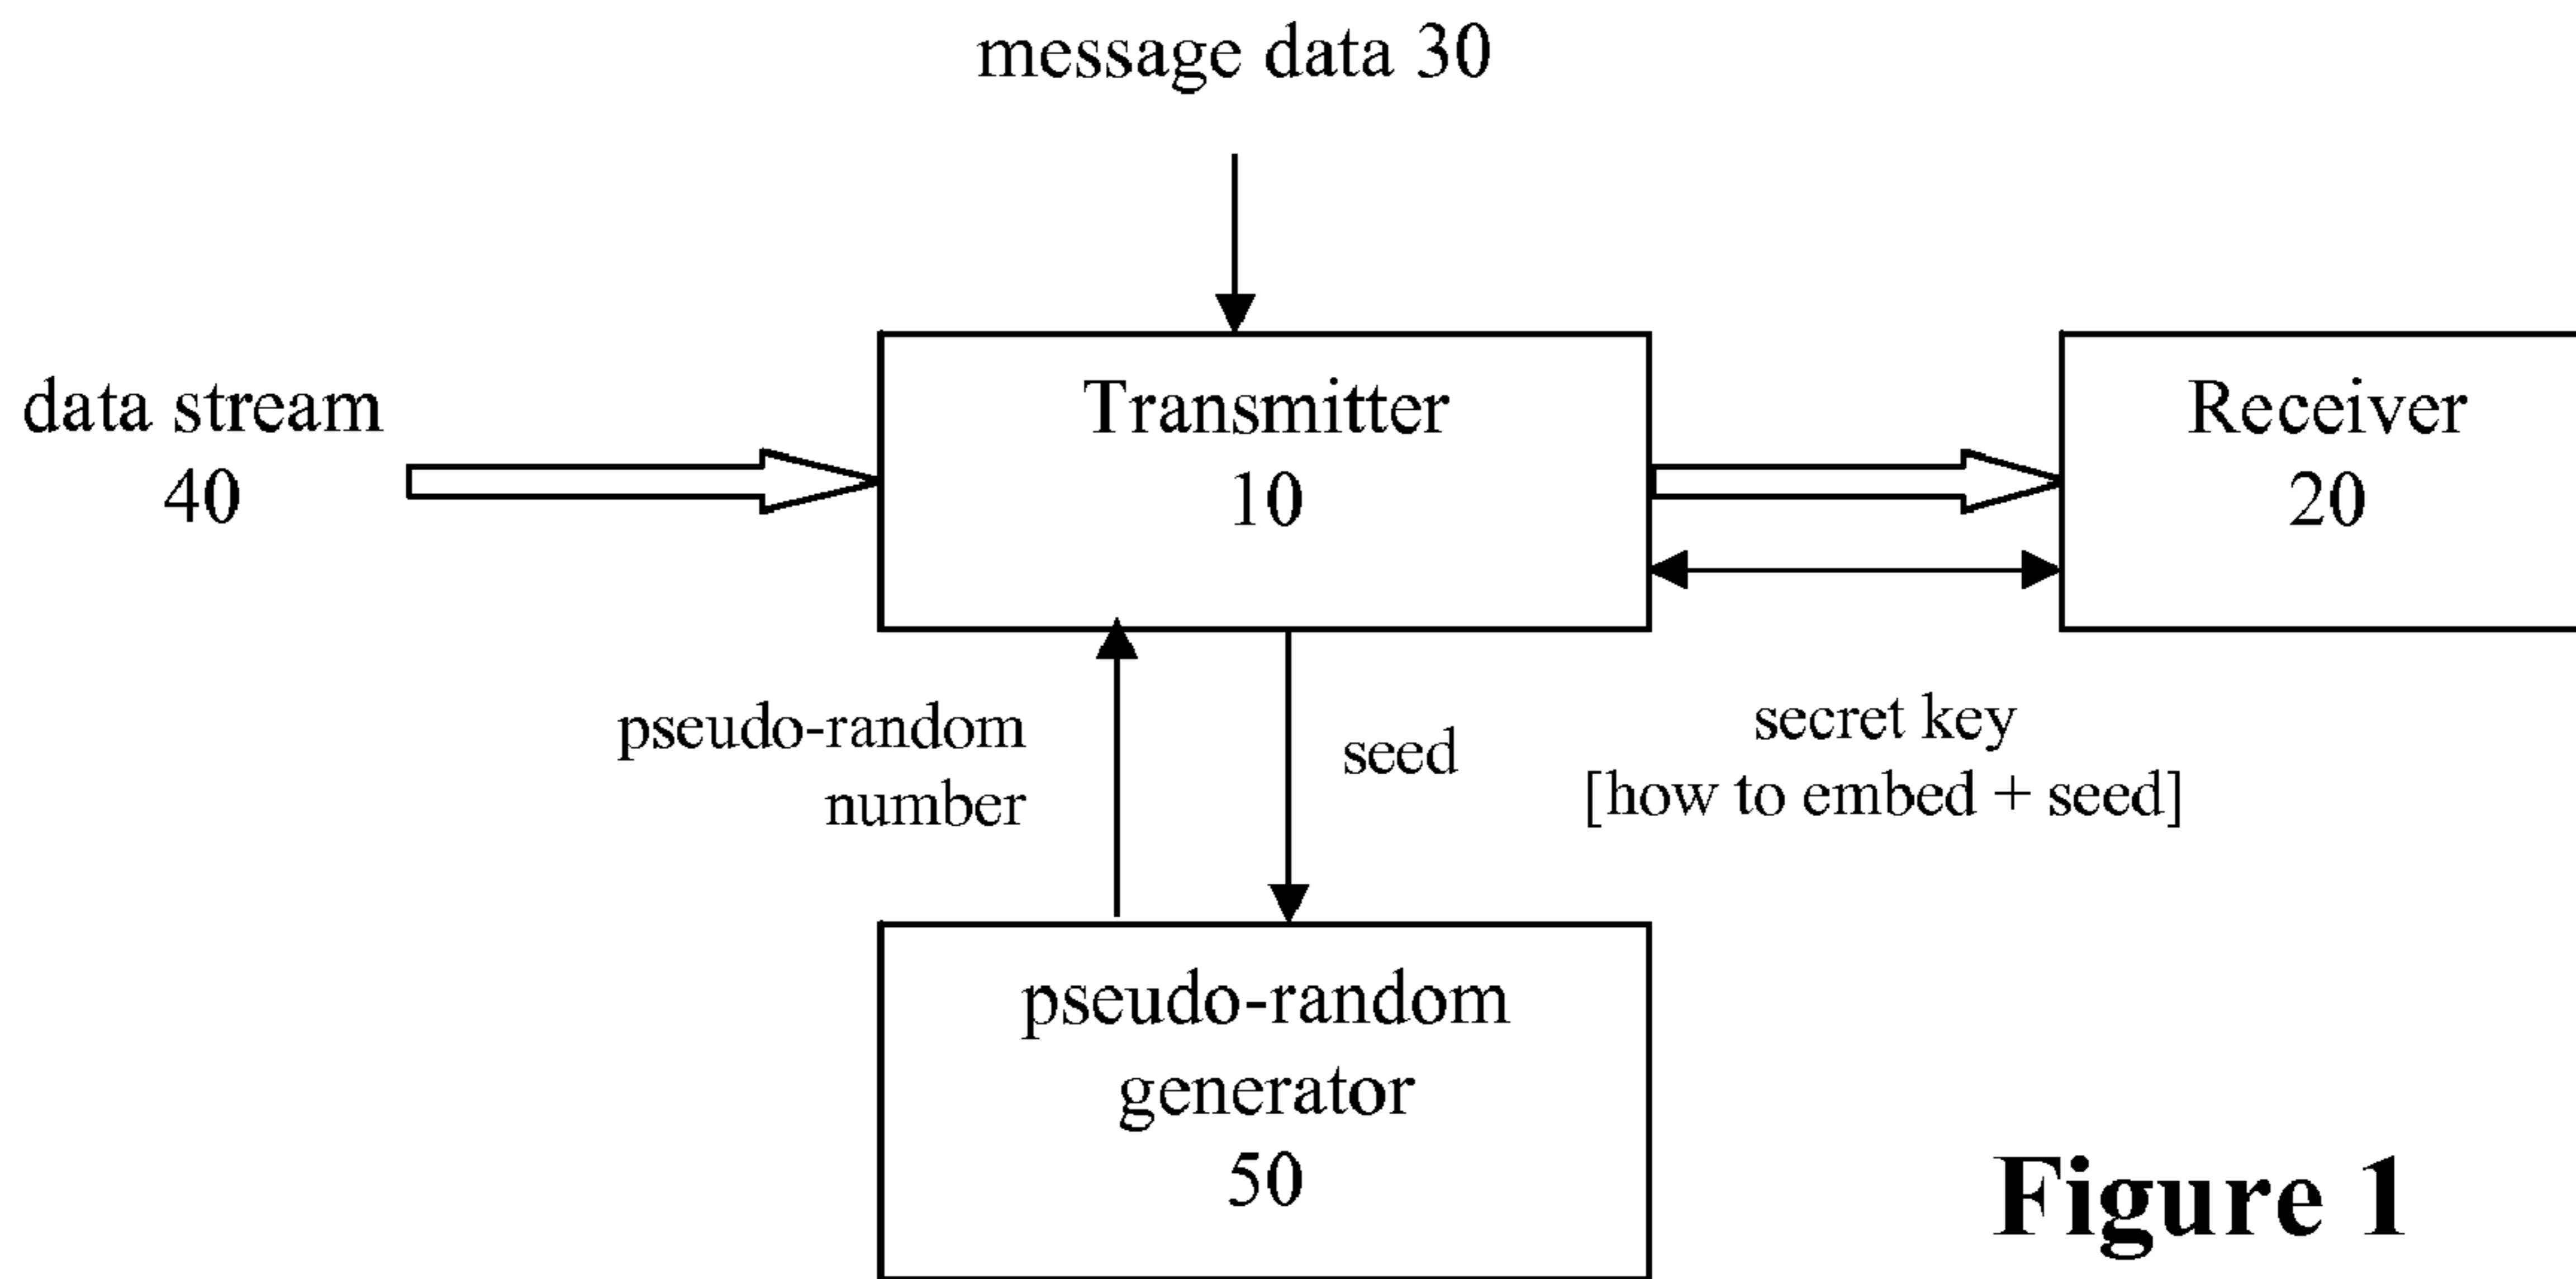 message data 30
data stream
40
Transmitter
10
Receiver
20
pseudo-random
number
seed
secret key
[how to embed + seed]
pseudo-random
generator
50
Figure 1